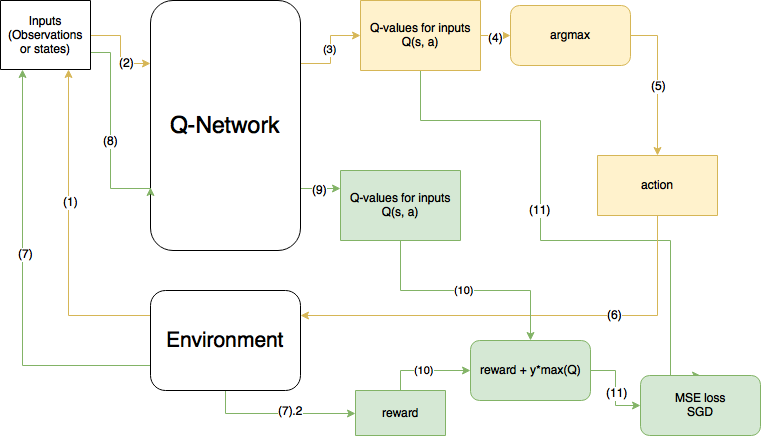 Inputs
(Observations
or states)
(2)
(8)
Q-Network
(3)
Q-values for inputs
Q(s, a)
(4)
argmax
(5)
action
(9)
Q-values for inputs
Q(s, a)
(11)
(1)
(7)
(10)
(6)
Environment
(7).2
reward
(10)
reward + y*max(Q)
(11)
MSE loss
SGD